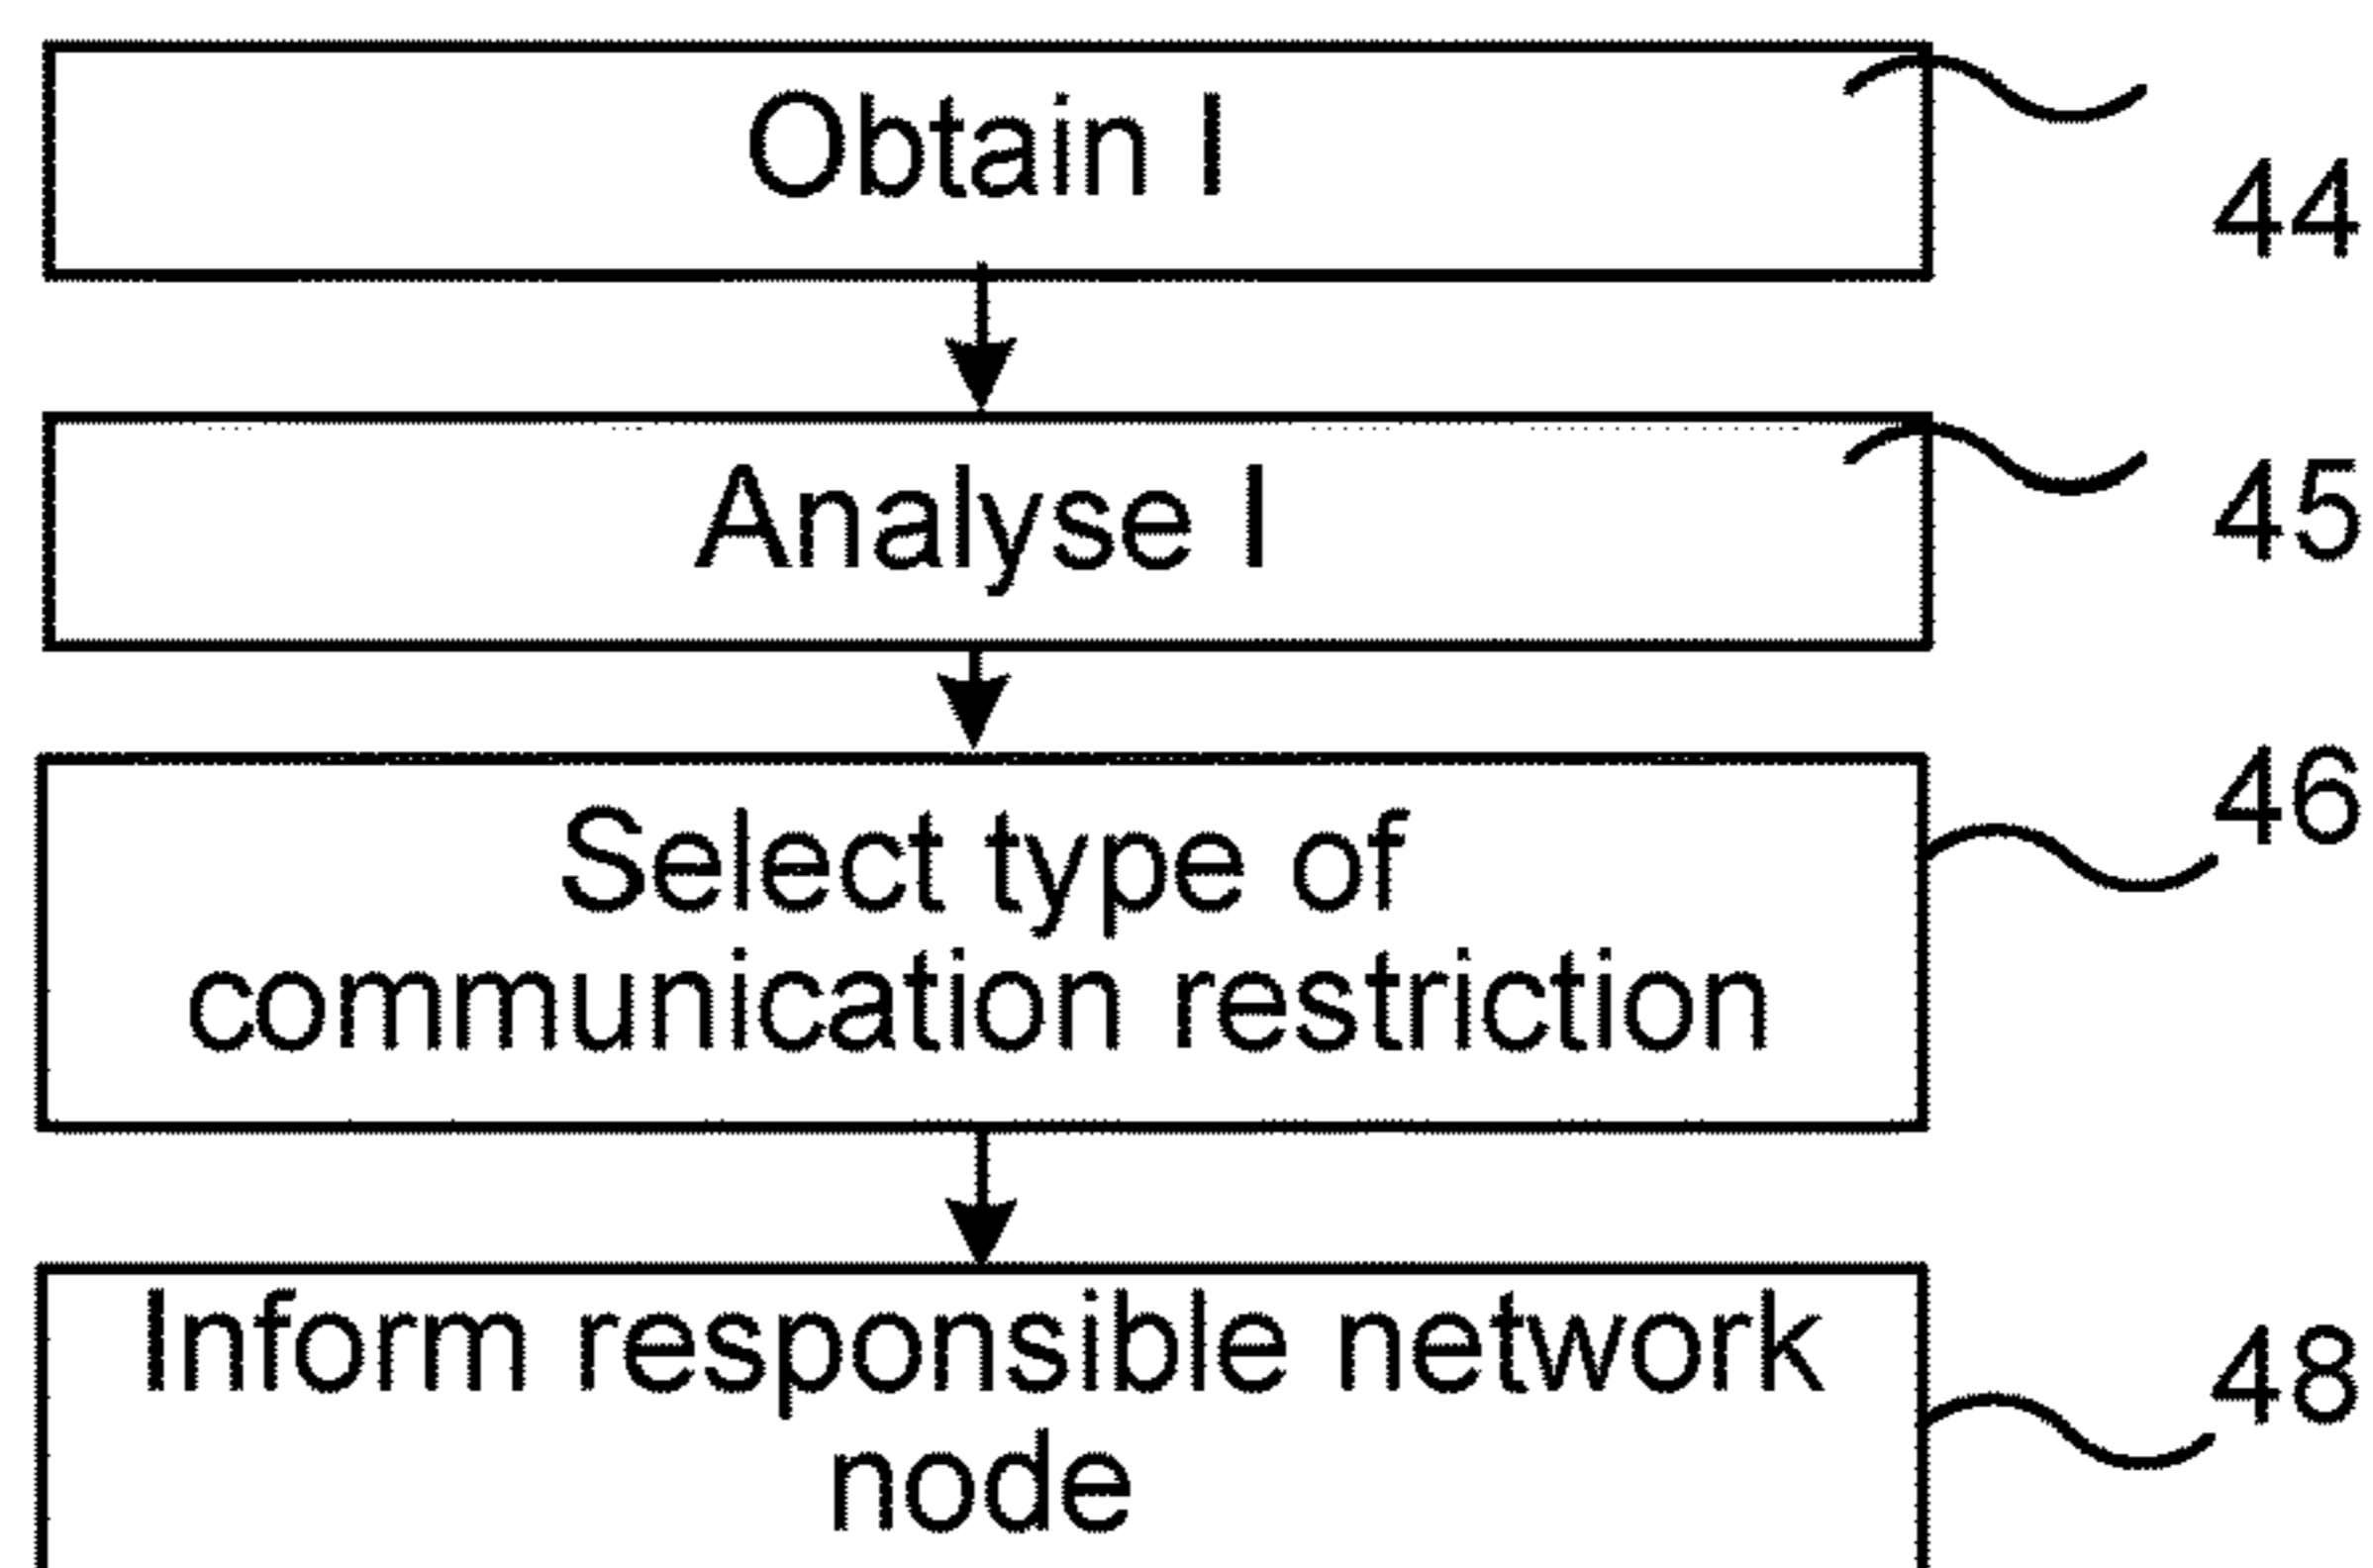 Obtain I
44
Analyse I
45
Select type of
communication restriction
46
Inform responsible network
node
48